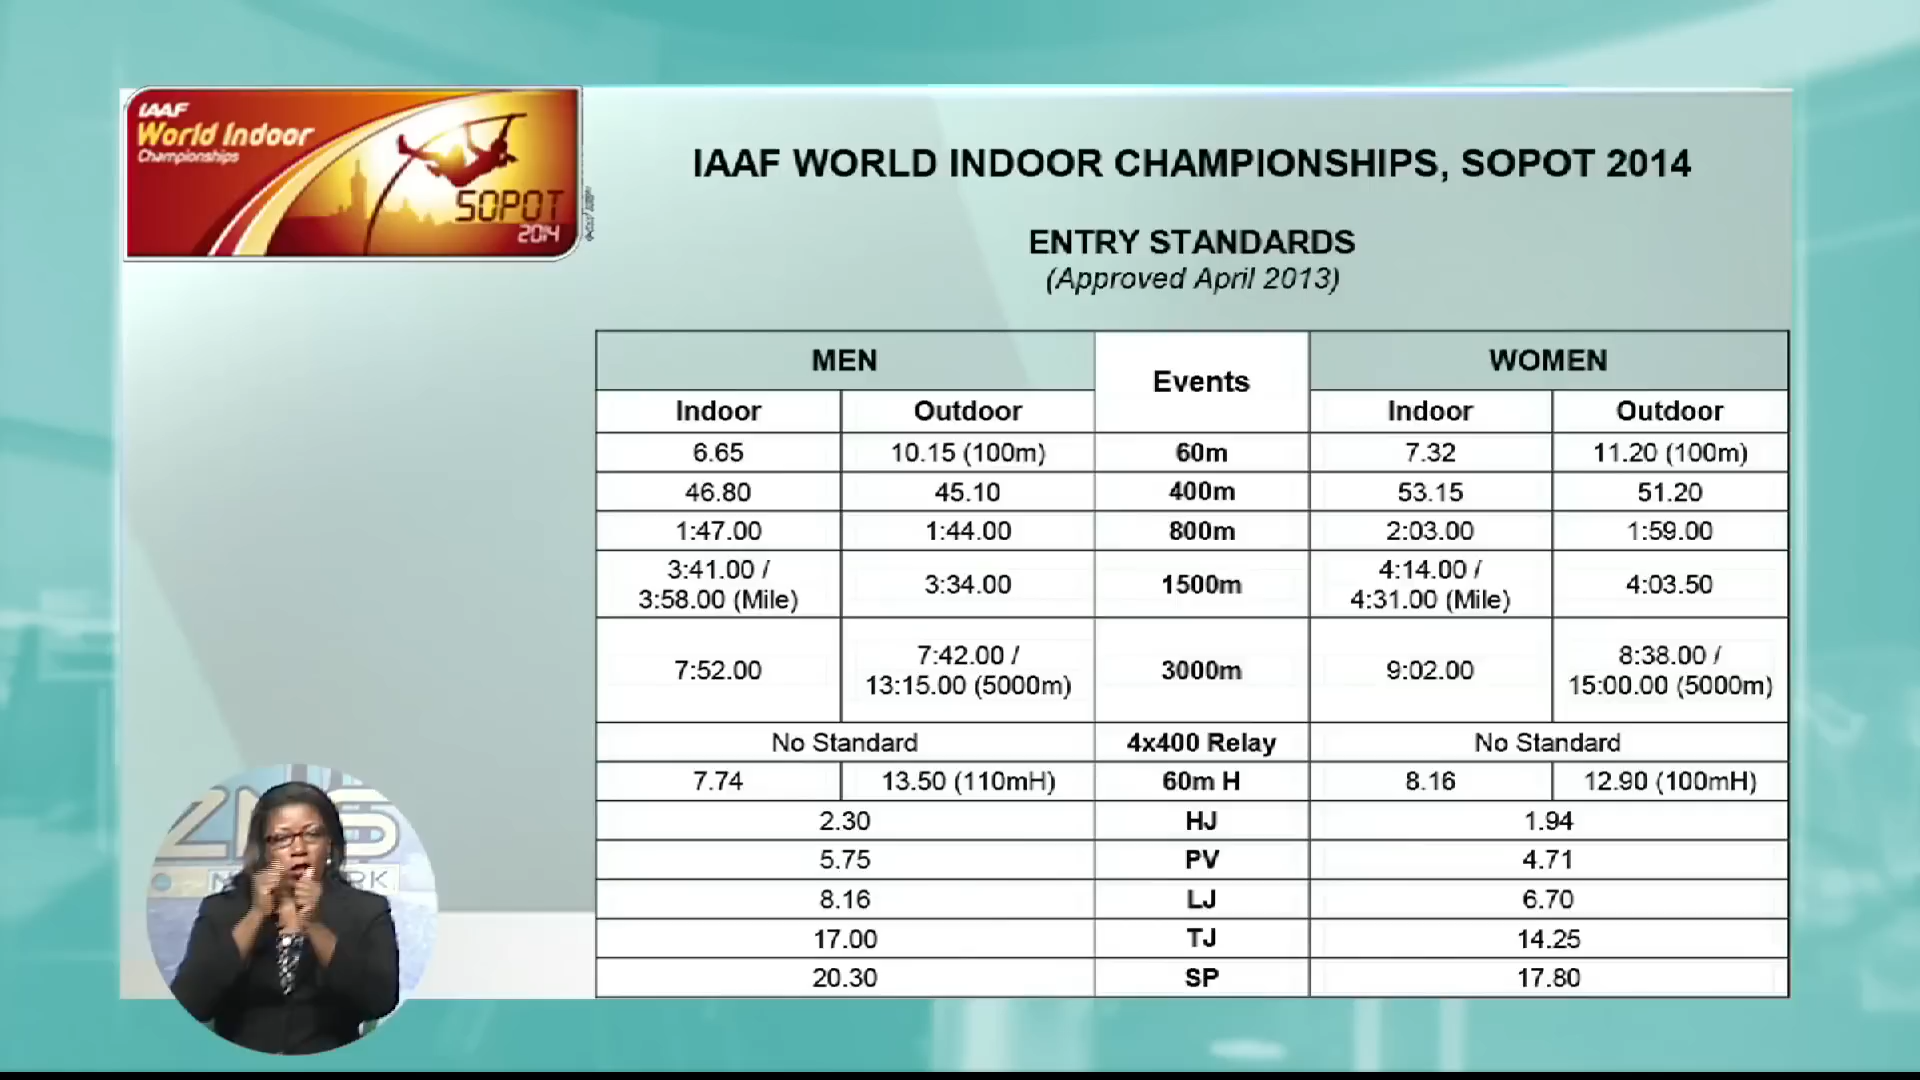 IAAF
World Indoor
Championships
SOPOT
2014
IAAF WORLD INDOOR CHAMPIONSHIPS, SOPOT 2014
ENTRY STANDARDS
(Approved April 2013)
MEN Events WOMEN
Indoor Outdoor Indoor Outdoor
6.65 10.15 (100m) 60m 7.32 11.20 (100m)
46.80 45.10 400m 53.15 51.20
1:47.00 1:44.00 800m 2:03.00 1:59.00
3:41.00 /
3:58.00 (Mile) 3:34.00 1500m 4:14.00 /
4:31.00 (Mile) 4:03.50
7:52.00 7:42.00 /
13:15.00 (5000m) 3000m 9:02.00 8:38.00 /
15:00.00 (5000m)
No Standard 4x400 Relay No Standard
7.74 13.50 (110mH) 60m H 8.16 12.90 (100mH)
2.30 HJ 1.94
5.75 PV 4.71
8.16 LJ 6.70
17.00 TJ 14.25
20.30 SP 17.80
ZNS